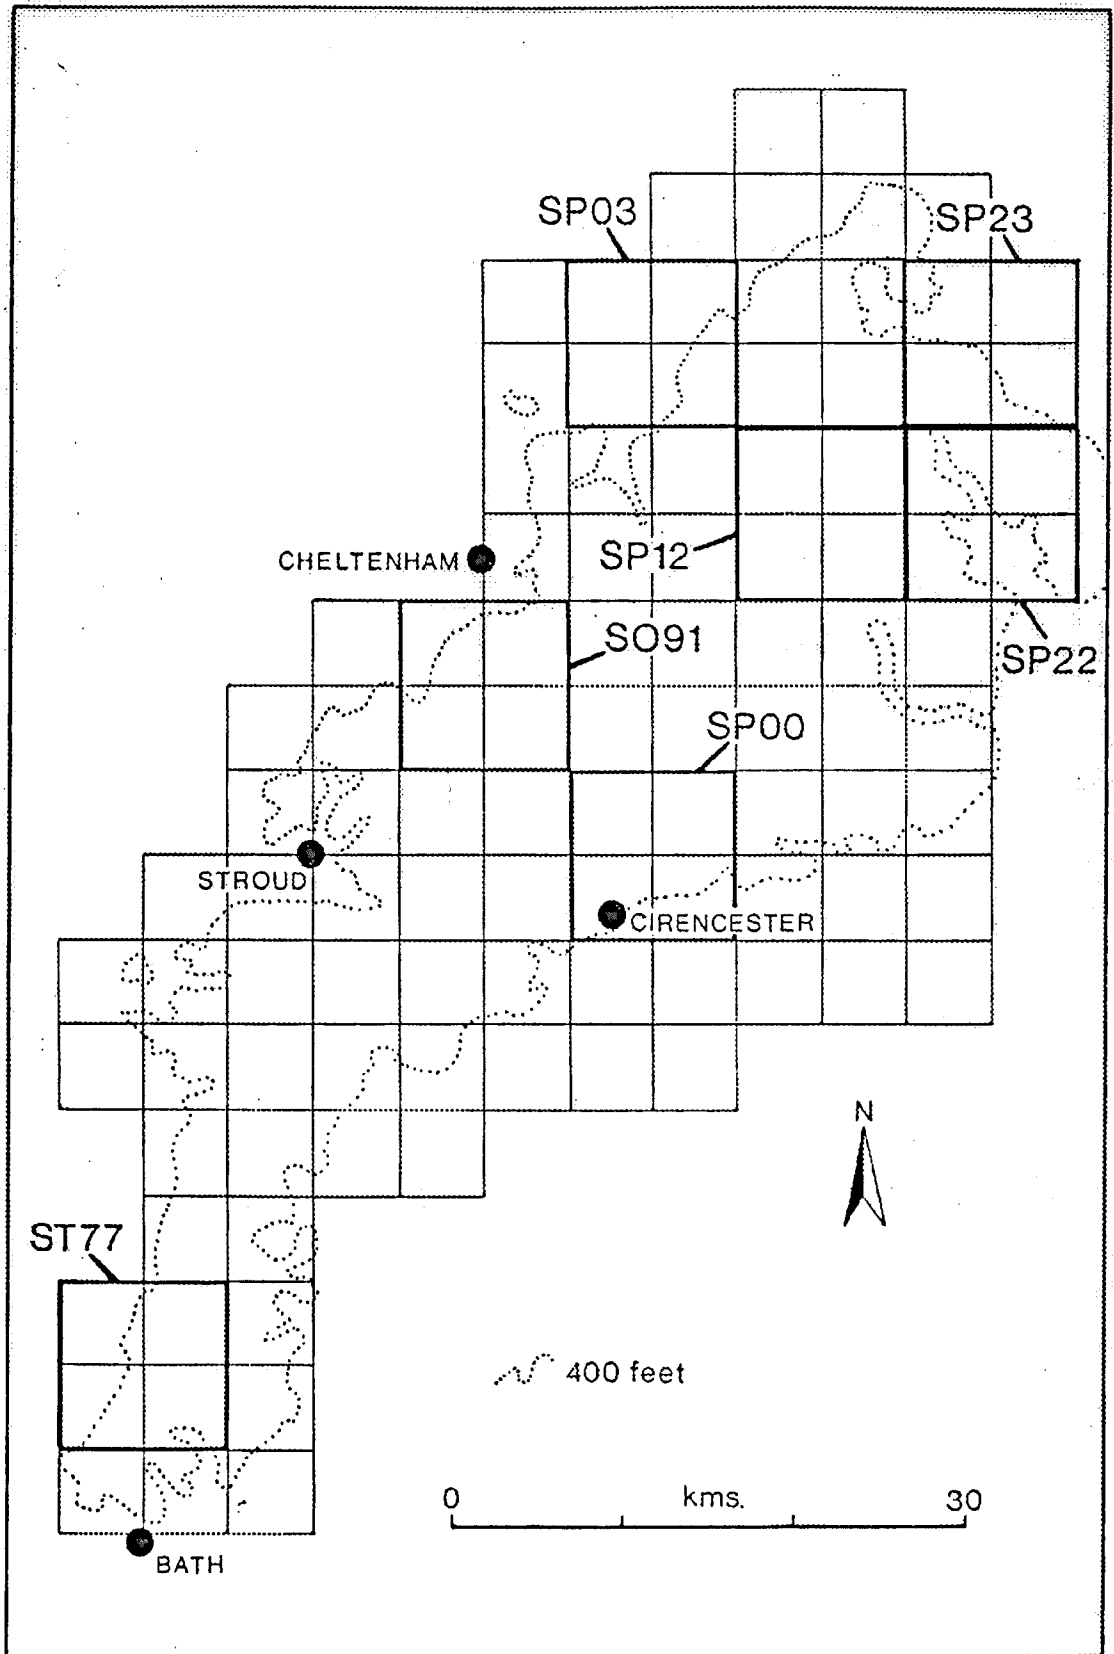 SP03
SP23
CHELTENHAM
SP12
SO91
SP22
SP00
STROUD
CIRENCESTER
N
ST77
400 feet
0 kms. 30
BATH